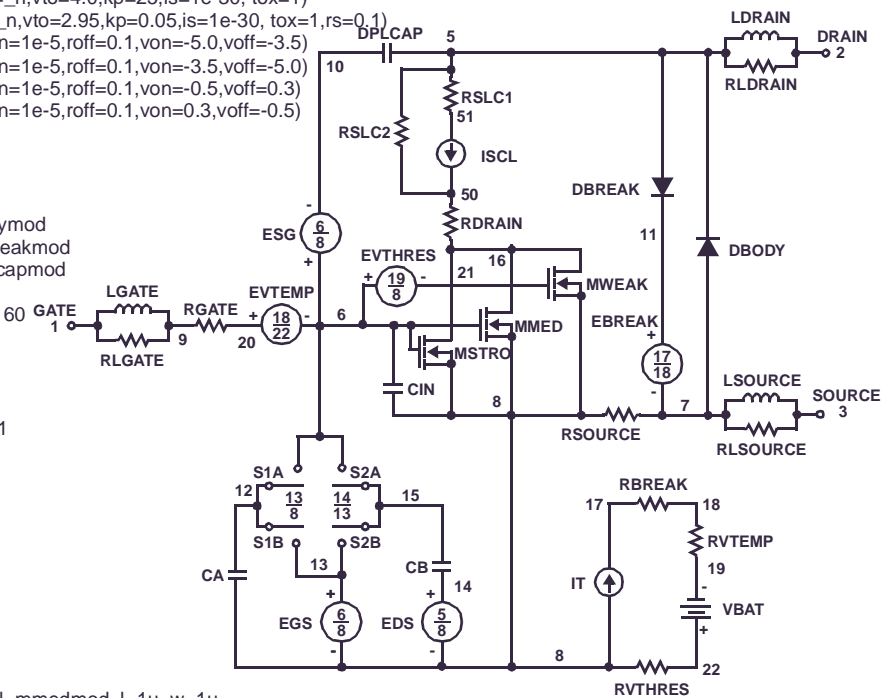 =_n,vto=4.0,kp=25,is=1e-30, tox=1)
_n,vto=2.95,kp=0.05,is=1e-30, tox=1,rs=0.1)
n=1e-5,roff=0.1,von=-5.0,voff=-3.5)
n=1e-5,roff=0.1,von=-3.5,voff=-5.0)
n=1e-5,roff=0.1,von=-0.5,voff=0.3)
n=1e-5,roff=0.1,von=0.3,voff=-0.5)
LDRAIN
DPLCAP 5 DRAIN
2
10
RLDRAIN
RSLC1
51
RSLC2
ISCL
50
DBREAK
ymod
eakmod
capmod
-
ESG 6
8
+
RDRAIN
11
DBODY
EVTHRES
+ 19
8 -
21 16
MWEAK
60 GATE
1
LGATE
RGATE
EVTEMP
+ 18
22 -
6
9
20
RLGATE
MMED
MSTRO
EBREAK
+
17
18
-
CIN
8
LSOURCE
7
SOURCE
3
RSOURCE
RLSOURCE
1
S1A S2A
12
13
8
14
13
15
S1B S2B
13
CA
CB
14
+ +
EGS 6
8
EDS 5
8
- -
RBREAK
17 18
RVTEMP
19
-
IT
VBAT
+
8
22
RVTHRES
l mmedmod l=1u w=1u